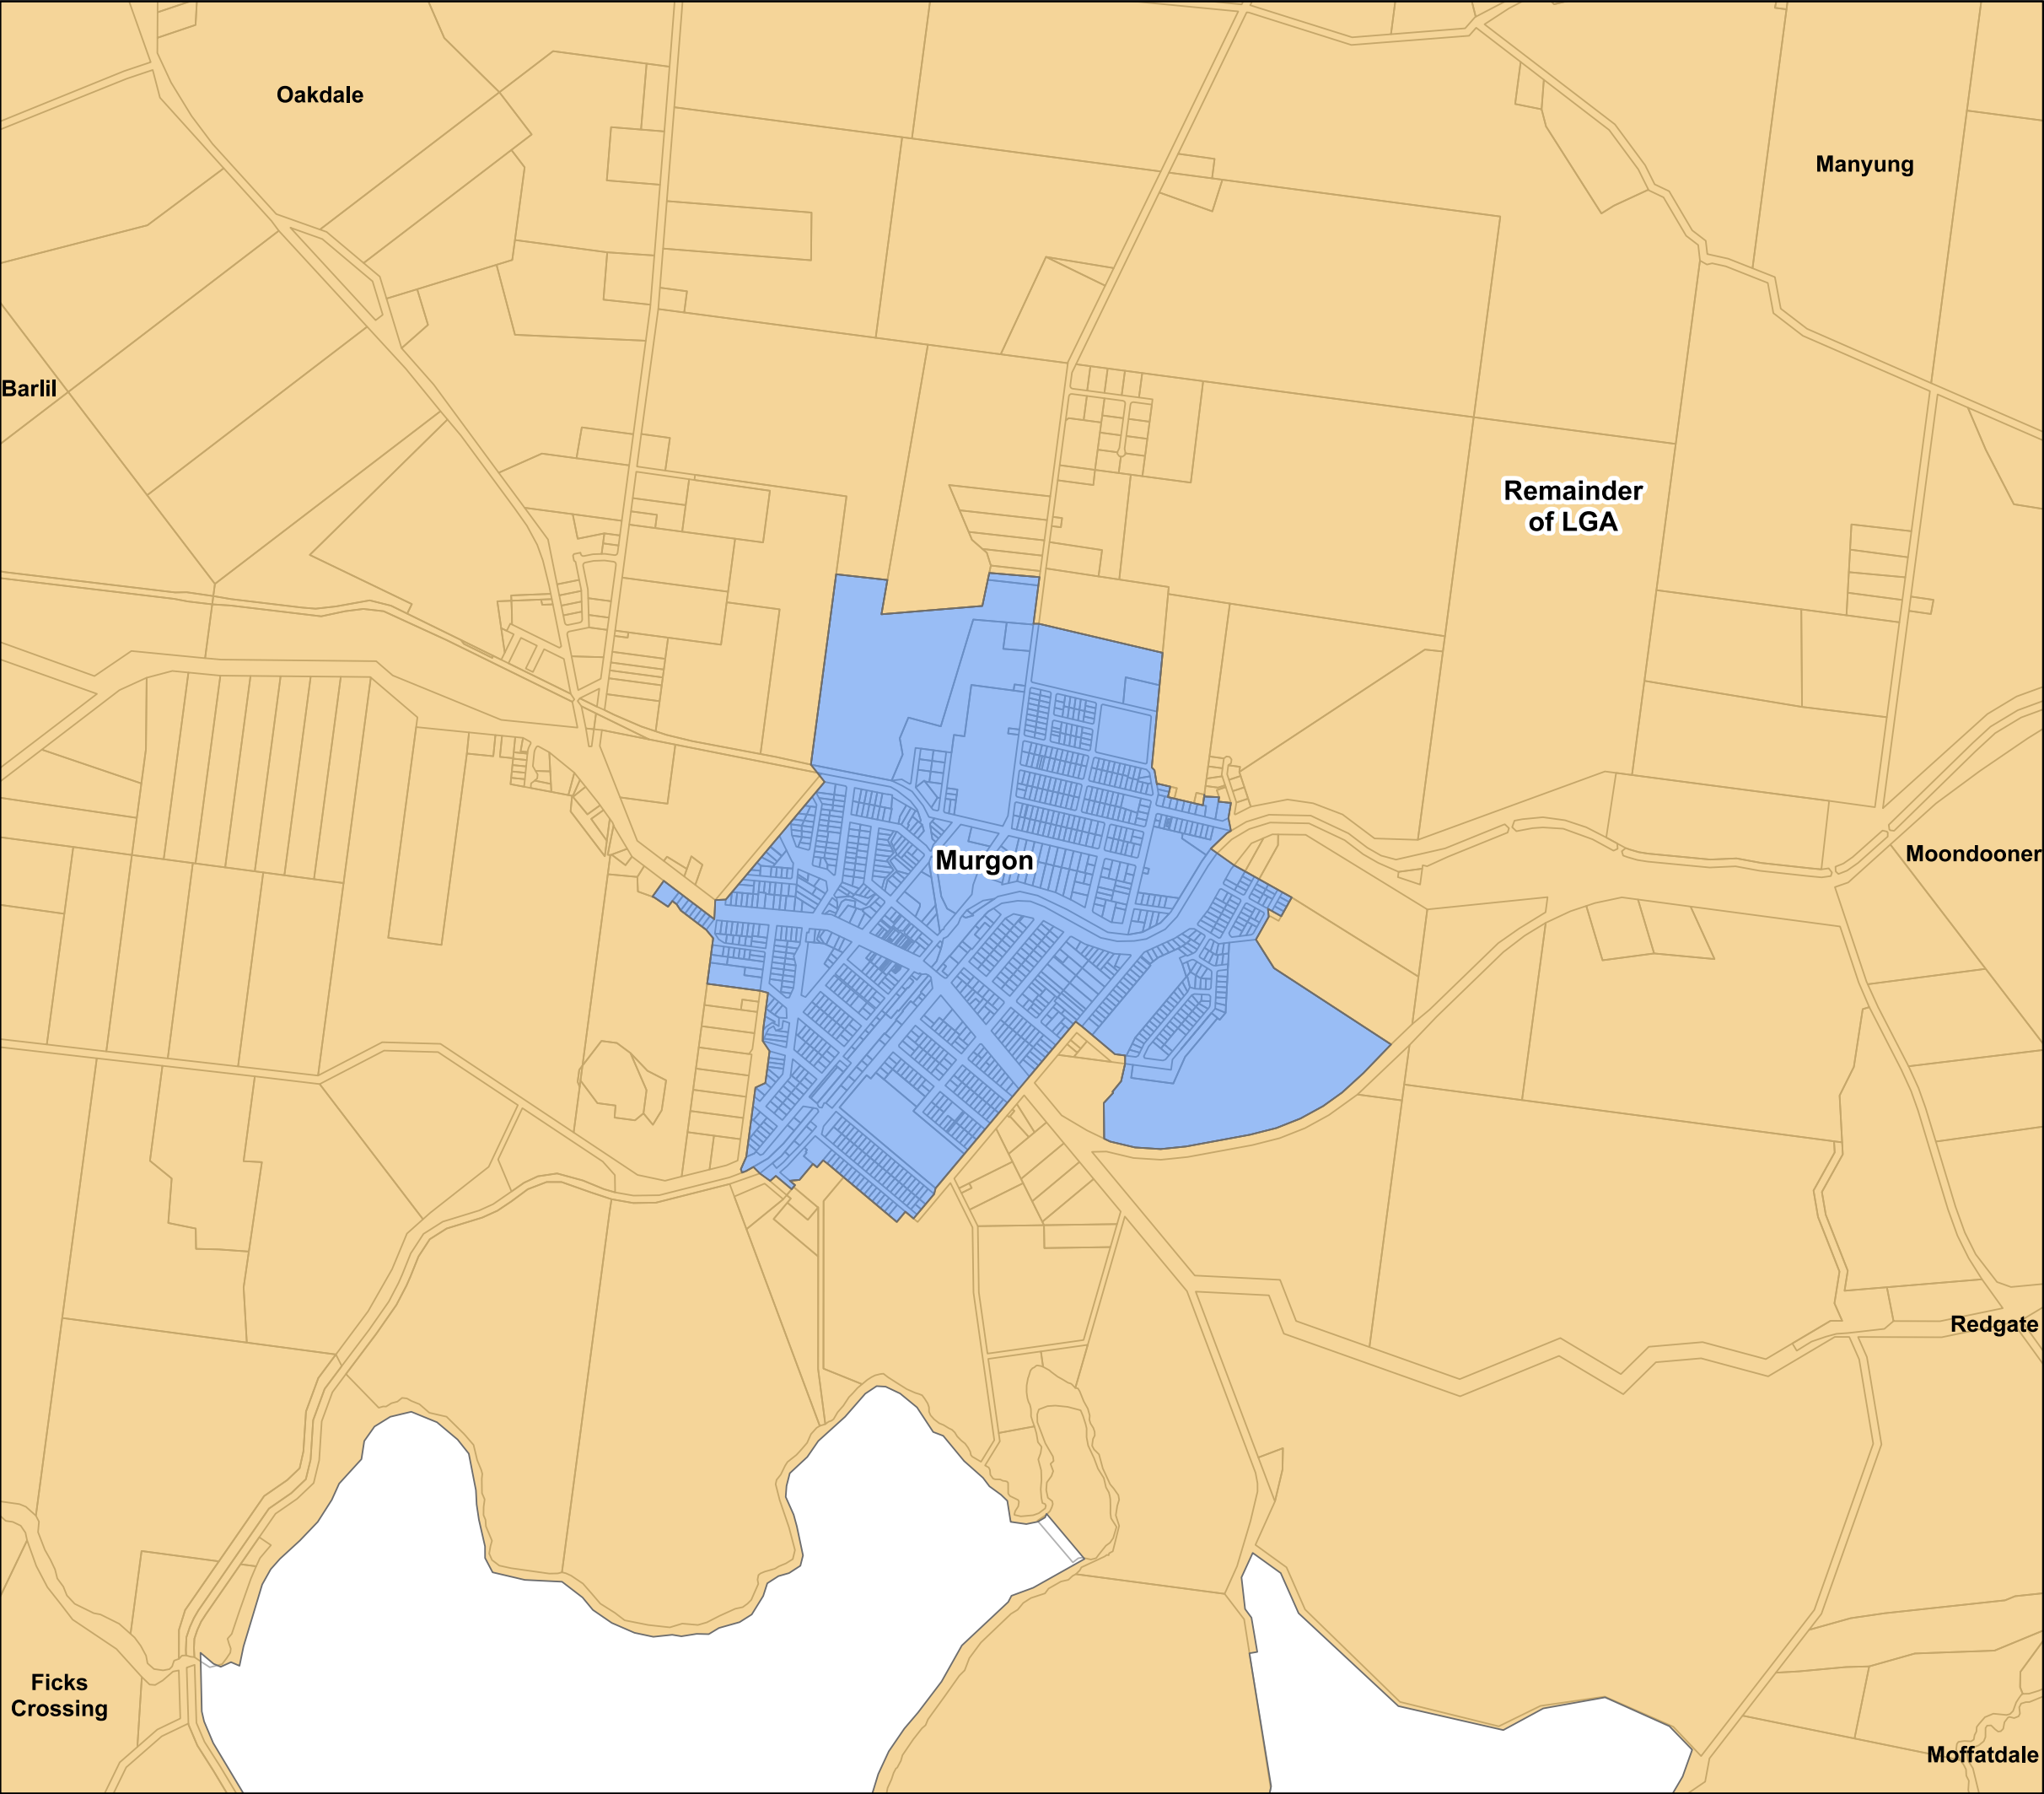 Oakdale
Manyung
Barlil
Remainder
of LGA
Moondooner
Murgon
Redgate
Ficks
Crossing
Moffatdale